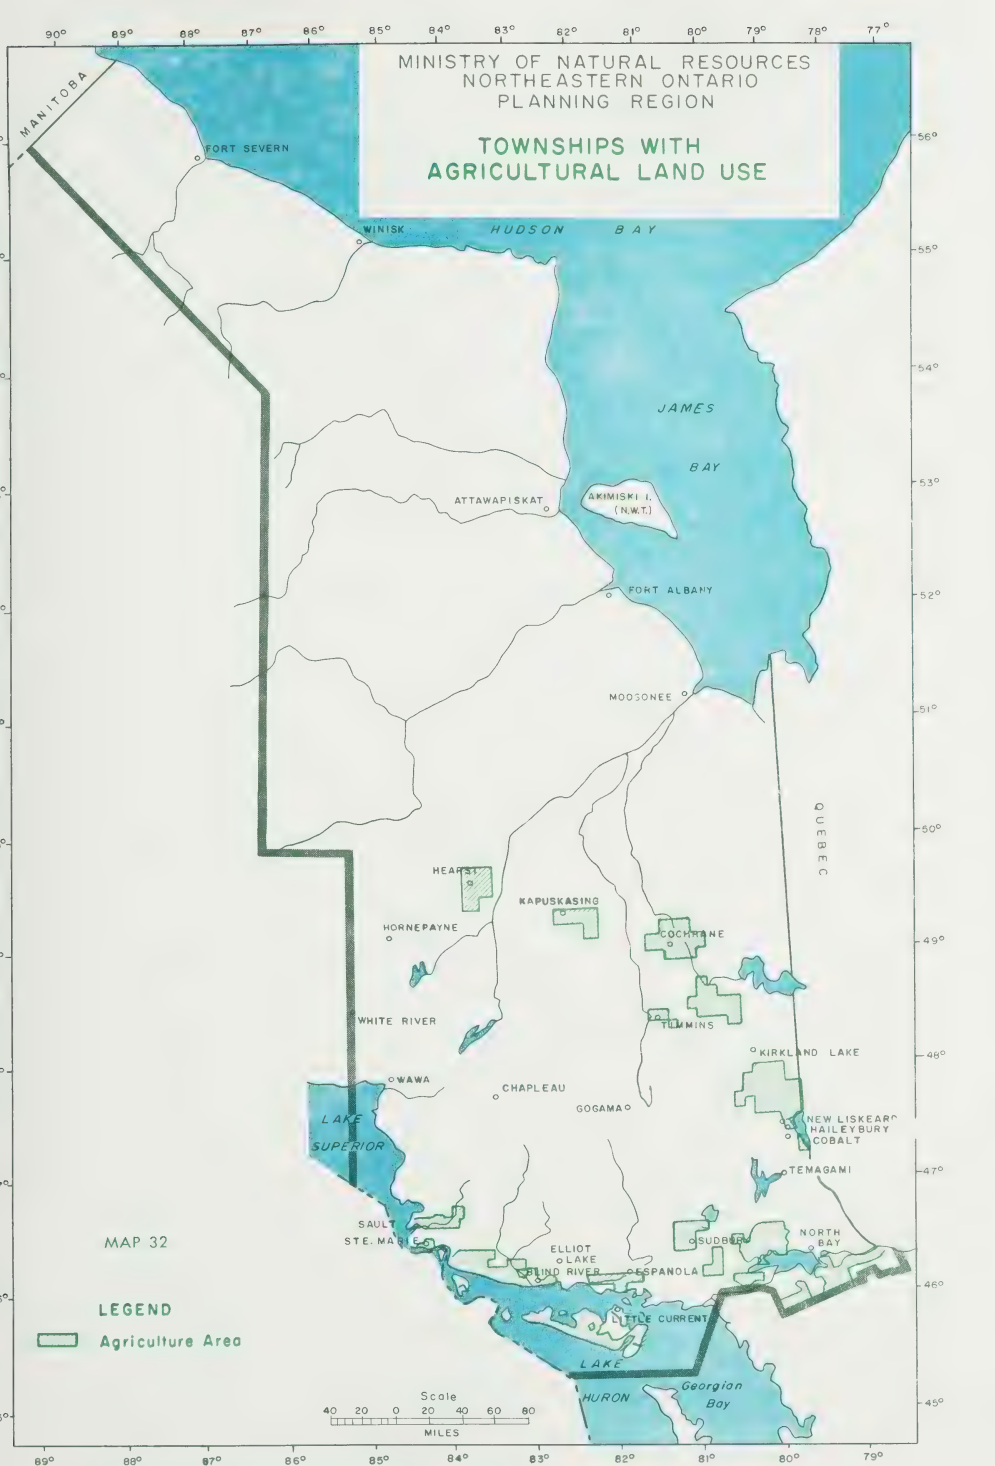 90° 89° 88° 87° 86° 85° 84° 83° 82° 81° 80° 79° 78° 77°
MINISTRY OF NATURAL RESOURCES
NORTHEASTERN ONTARIO
PLANNING REGION
TOWNSHIPS WITH
AGRICULTURAL LAND USE
MANITOBA
56°
FORT SEVERN
WINISK
HUDSON BAY
55°
54°
JAMES
BAY
53°
ATTAWAPISKAT
AKIMISKI I.
(N.W.T.)
52°
FORT ALBANY
MOOSONEE
51°
QUEBEC
50°
HEARST
KAPUSKASING
HORNEPAYNE
COCHRANE
49°
WHITE RIVER
TIMMINS
KIRKLAND LAKE
48°
WAWA
CHAPLEAU
GOGAMA
LAKE
SUPERIOR
NEW LISKEARD
HAILEYBURY
COBALT
TEMAGAMI
47°
SAULT
STE. MARIE
MAP 32
ELLIOT
LAKE
SUDBURY
NORTH
BAY
BLIND RIVER
ESPANOLA
46°
LEGEND
Agriculture Area
LITTLE CURRENT
LAKE
HURON
Georgian
Bay
45°
Scale
40 20 0 20 40 60 80
MILES
89° 88° 87° 86° 85° 84° 83° 82° 81° 80° 79°